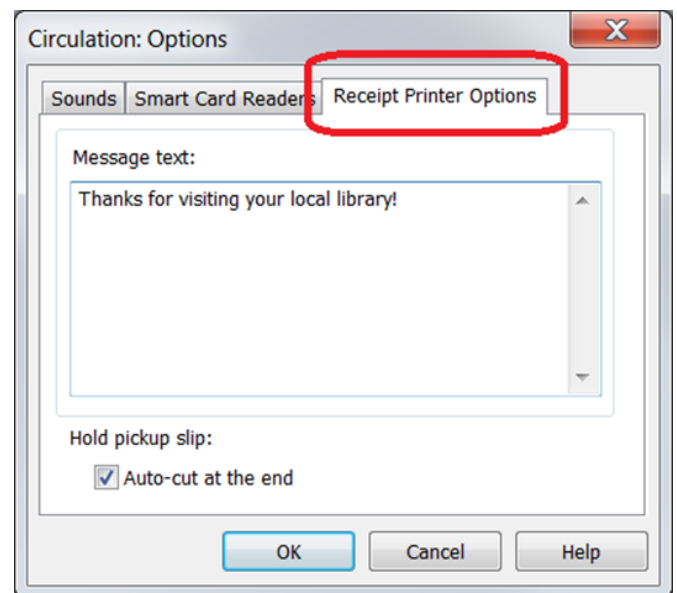 Circulation: Options
Sounds Smart Card Readers Receipt Printer Options
Message text:
Thanks for visiting your local library!
Hold pickup slip:
Auto-cut at the end
OK Cancel Help